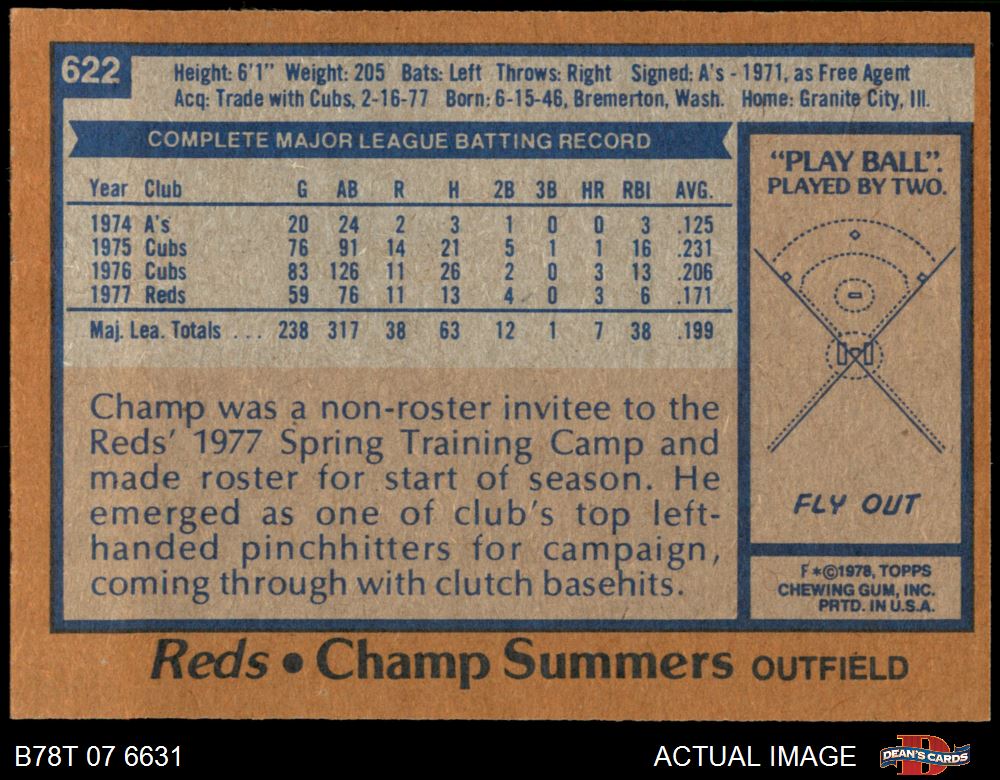 622
Height: 6'1" Weight: 205 Bats: Left Throws: Right Signed: A's - 1971, as Free Agent
Acq: Trade with Cubs, 2-16-77 Born: 6-15-46, Bremerton, Wash. Home: Granite City, Ill.
COMPLETE MAJOR LEAGUE BATTING RECORD
Year Club G AB R H 2B 3B HR RBI AVG.
1974 A's 20 24 2 3 1 0 0 3 .125
1975 Cubs 76 91 14 21 5 1 1 16 .231
1976 Cubs 83 126 11 26 2 0 3 13 .206
1977 Reds 59 76 11 13 4 0 3 6 .171
Maj. Lea. Totals ... 238 317 38 63 12 1 7 38 .199
Champ was a non-roster invitee to the
Reds' 1977 Spring Training Camp and
made roster for start of season. He
emerged as one of club's top left-
handed pinchhitters for campaign,
coming through with clutch basehits.
"PLAY BALL".
PLAYED BY TWO.
FLY OUT
F*©1978, TOPPS
CHEWING GUM, INC.
PRTD. IN U.S.A.
Reds • Champ Summers OUTFIELD
B78T 07 6631
ACTUAL IMAGE
D
DEAN'S CARDS